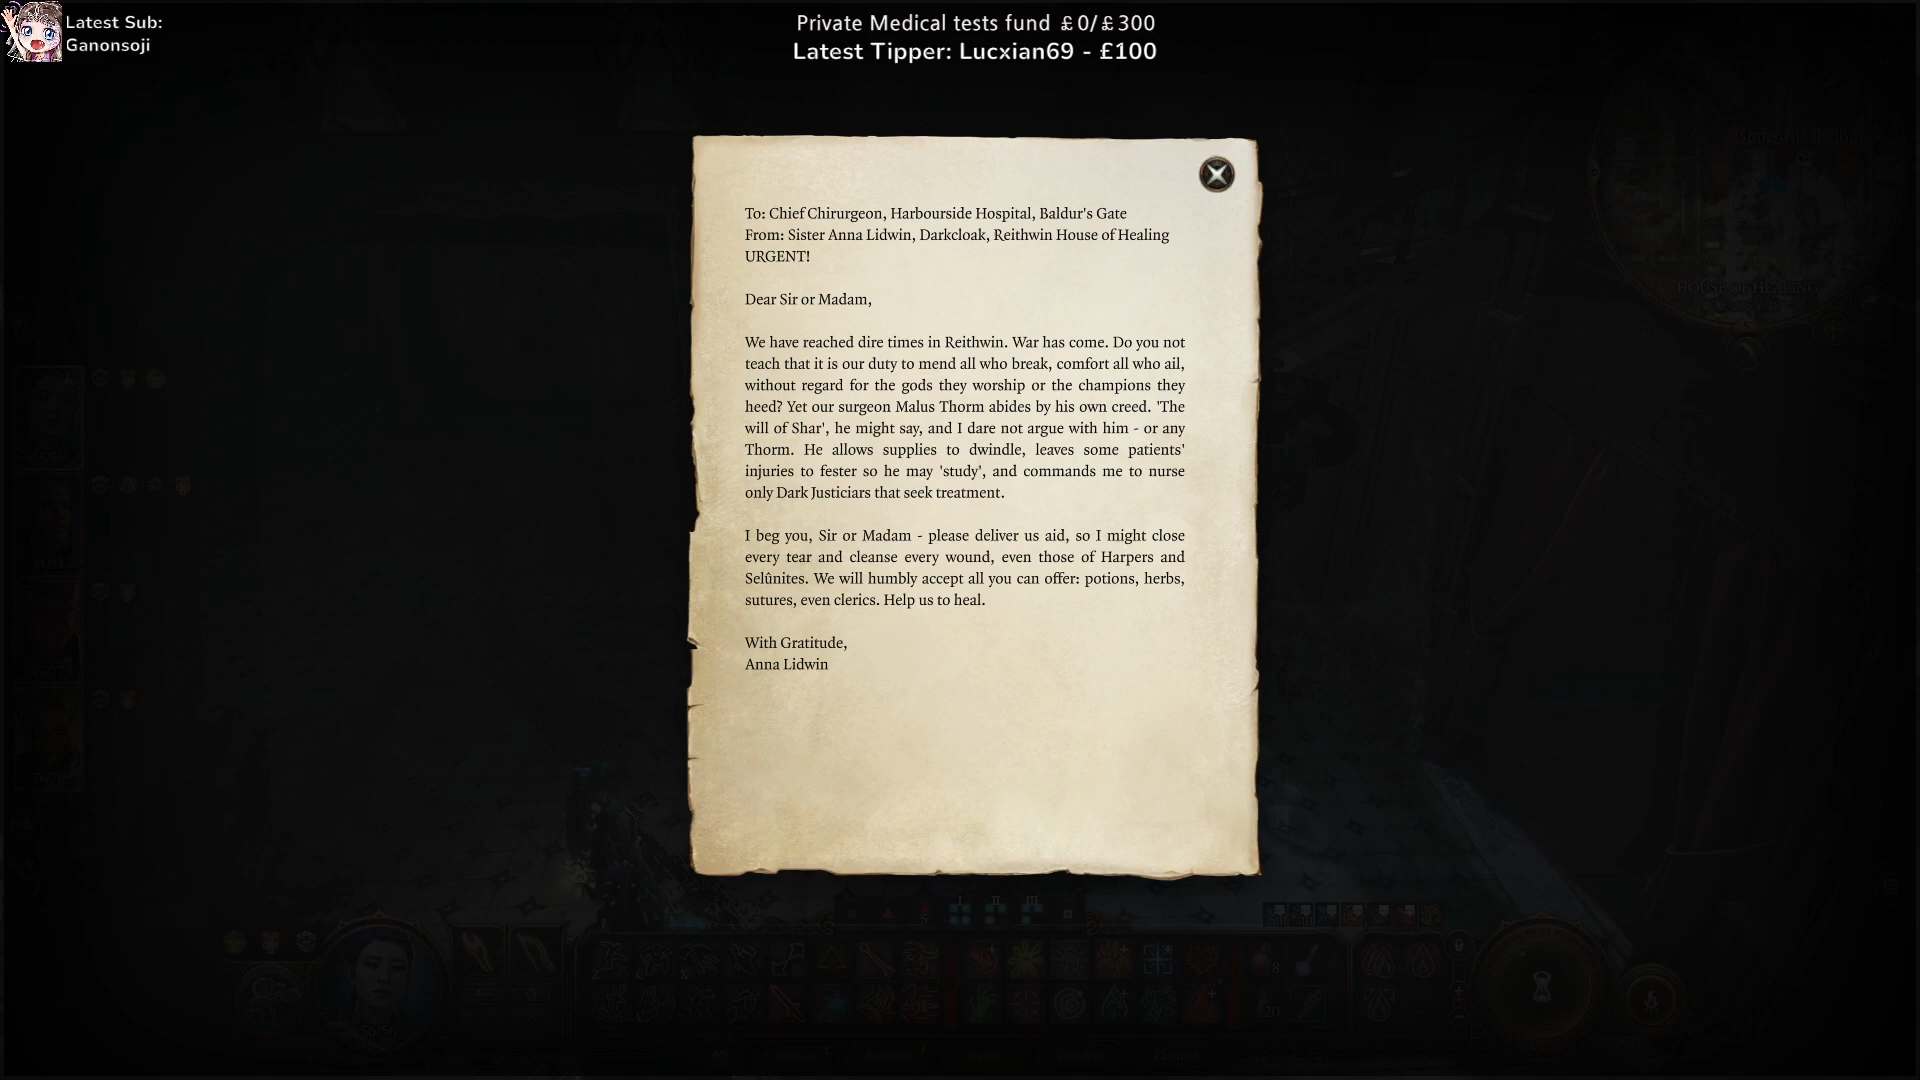 Latest Sub:
Ganonsoji
Private Medical tests fund £0/£300
Latest Tipper: Lucxian69 - £100
To: Chief Chirurgeon, Harbourside Hospital, Baldur's Gate
From: Sister Anna Lidwin, Darkcloak, Reithwin House of Healing
URGENT!
Dear Sir or Madam,
We have reached dire times in Reithwin. War has come. Do you not
teach that it is our duty to mend all who break, comfort all who ail,
without regard for the gods they worship or the champions they
heed? Yet our surgeon Malus Thorm abides by his own creed. 'The
will of Shar', he might say, and I dare not argue with him - or any
Thorm. He allows supplies to dwindle, leaves some patients'
injuries to fester so he may 'study', and commands me to nurse
only Dark Justiciars that seek treatment.
I beg you, Sir or Madam - please deliver us aid, so I might close
every tear and cleanse every wound, even those of Harpers and
Selûnites. We will humbly accept all you can offer: potions, herbs,
sutures, even clerics. Help us to heal.
With Gratitude,
Anna Lidwin
HOUSE OF HEALING
I II III